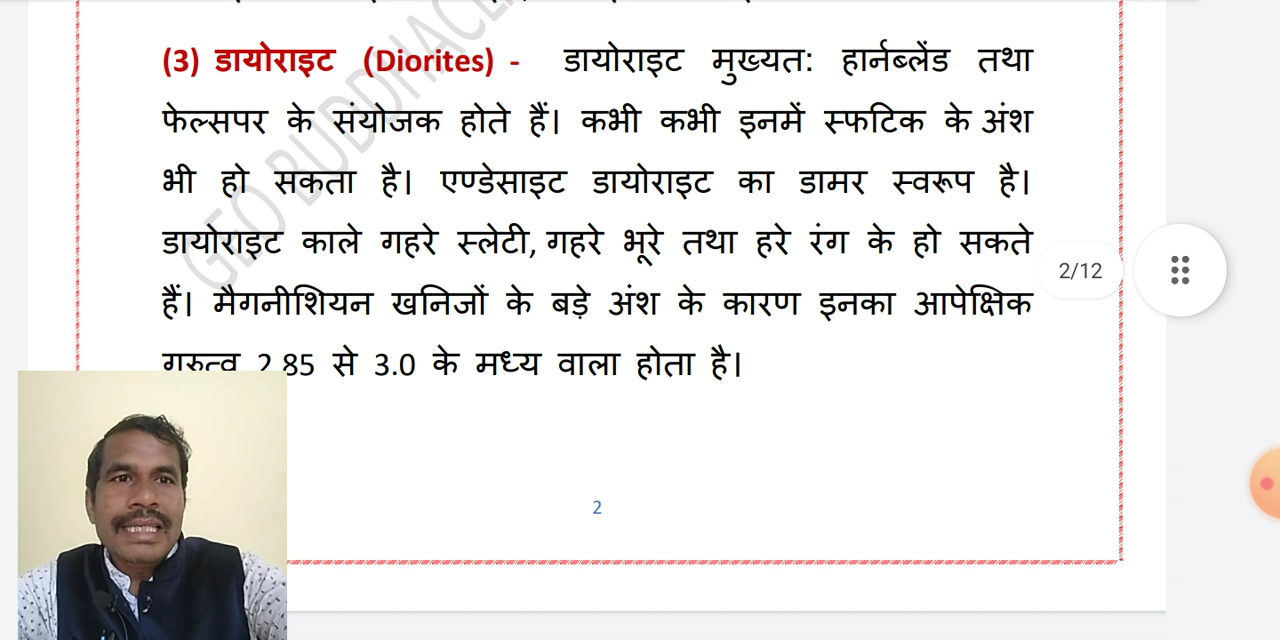 (3) डायोराइट (Diorites) - डायोराइट मुख्यत: हार्नब्लेंड तथा
फेल्सपर के संयोजक होते हैं। कभी कभी इनमें स्फटिक के अंश
भी हो सकता है। एण्डेसाइट डायोराइट का डामर स्वरूप है।
डायोराइट काले गहरे स्लेटी, गहरे भूरे तथा हरे रंग के हो सकते
हैं। मैगनीशियन खनिजों के बड़े अंश के कारण इनका आपेक्षिक
गुरुत्व 2.85 से 3.0 के मध्य वाला होता है।
2/12
2
GEO BUDDHA